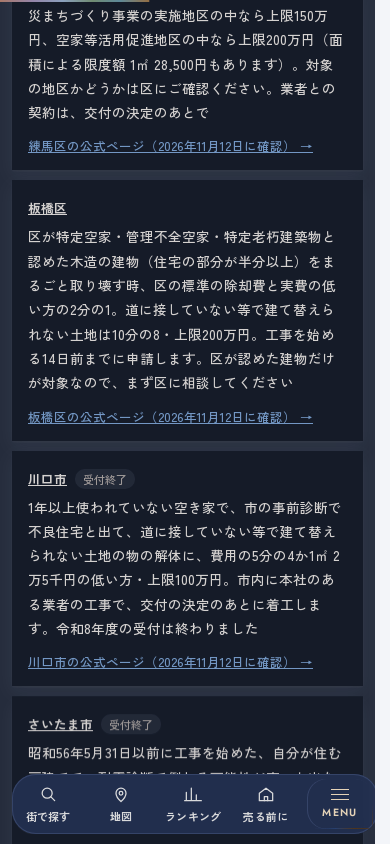 災まちづくり事業の実施地区の中なら上限150万
円、空家等活用促進地区の中なら上限200万円（面
積による限度額 1㎡ 28,500円もあります）。対象
の地区かどうかは区にご確認ください。業者との
契約は、交付の決定のあとで
練馬区の公式ページ（2026年11月12日に確認） →
板橋区
区が特定空家・管理不全空家・特定老朽建築物と
認めた木造の建物（住宅の部分が半分以上）をま
るごと取り壊す時、区の標準の除却費と実費の低
い方の2分の1。道に接していない等で建て替えら
れない土地は10分の8・上限200万円。工事を始め
る14日前までに申請します。区が認めた建物だけ
が対象なので、まず区に相談してください
板橋区の公式ページ（2026年11月12日に確認） →
川口市 受付終了
1年以上使われていない空き家で、市の事前診断で
不良住宅と出て、道に接していない等で建て替え
られない土地の物の解体に、費用の5分の4か1㎡ 2
万5千円の低い方・上限100万円。市内に本社のあ
る業者の工事で、交付の決定のあとに着工しま
す。令和8年度の受付は終わりました
川口市の公式ページ（2026年11月12日に確認） →
さいたま市 受付終了
昭和56年5月31日以前に工事を始めた、自分が住む
街で探す 地図 ランキング 売る前に MENU